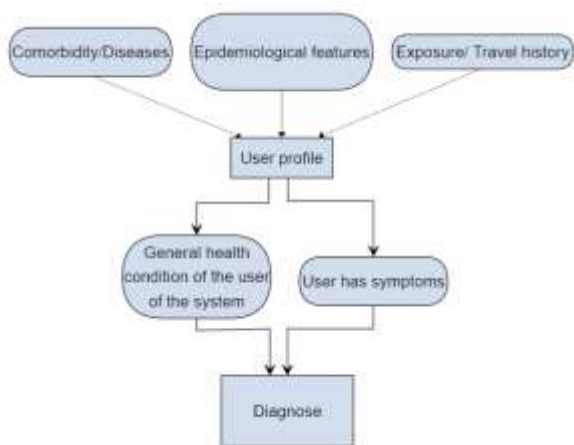 Comorbidity/Diseases
Epidemiological features
Exposure/ Travel history
User profile
General health
condition of the user
of the system
User has symptoms
Diagnose